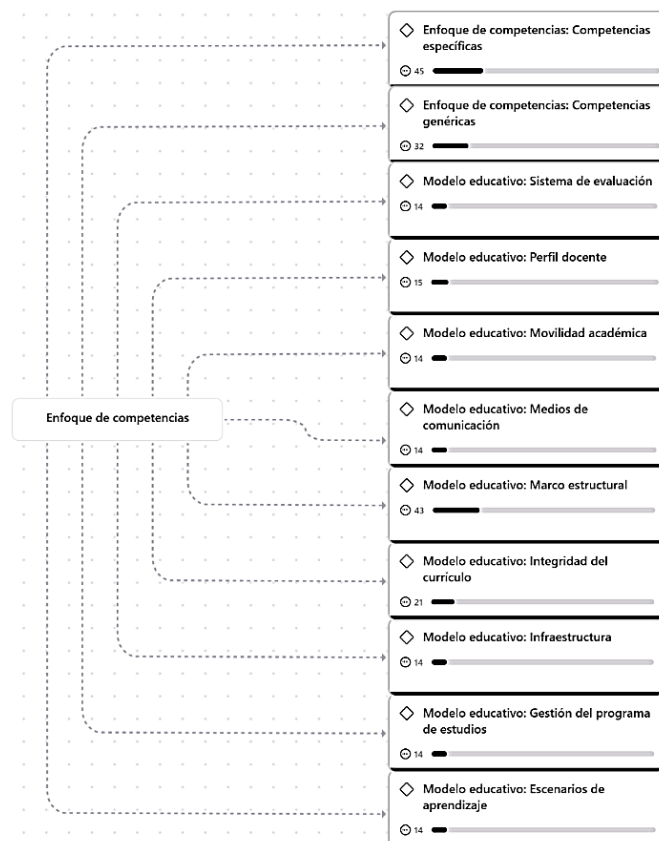 Enfoque de competencias: Competencias
específicas
45
Enfoque de competencias: Competencias
genéricas
32
Modelo educativo: Sistema de evaluación
14
Modelo educativo: Perfil docente
15
Modelo educativo: Movilidad académica
14
Enfoque de competencias
Modelo educativo: Medios de
comunicación
14
Modelo educativo: Marco estructural
43
Modelo educativo: Integridad del
currículo
21
Modelo educativo: Infraestructura
14
Modelo educativo: Gestión del programa
de estudios
14
Modelo educativo: Escenarios de
aprendizaje
14